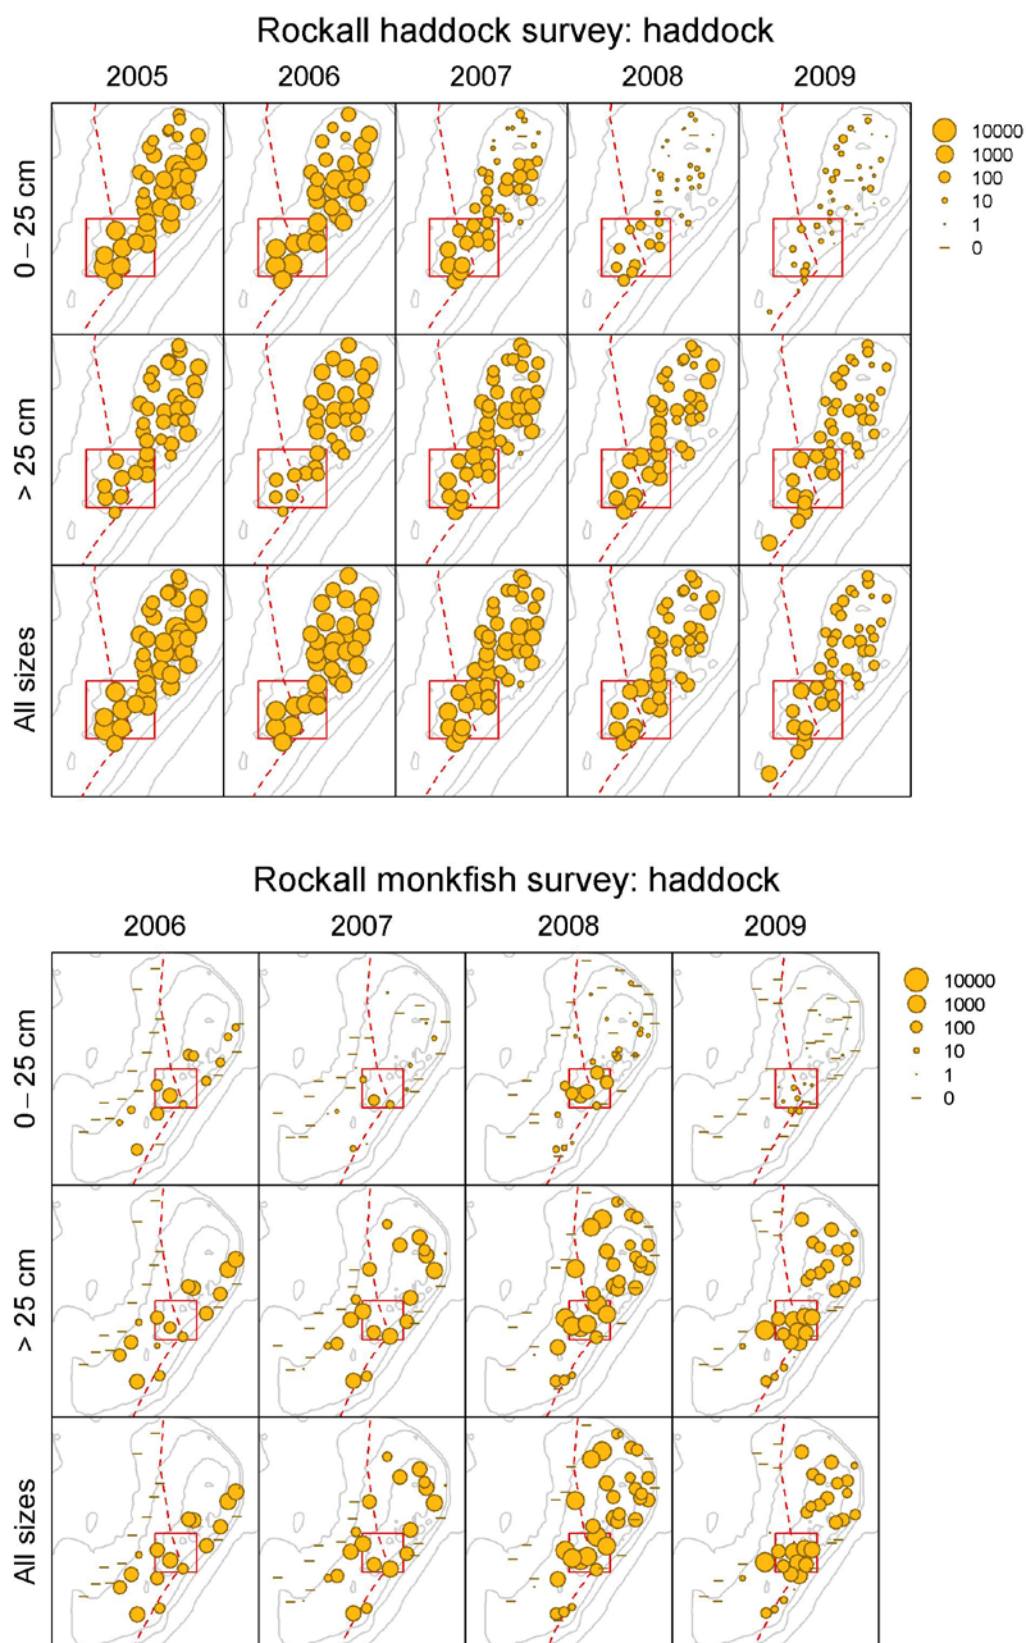 Rockall haddock survey: haddock
2005 2006 2007 2008 2009
0 – 25 cm
10000
1000
100
10
1
0
> 25 cm
All sizes
Rockall monkfish survey: haddock
2006 2007 2008 2009
0 – 25 cm
10000
1000
100
10
1
0
> 25 cm
All sizes